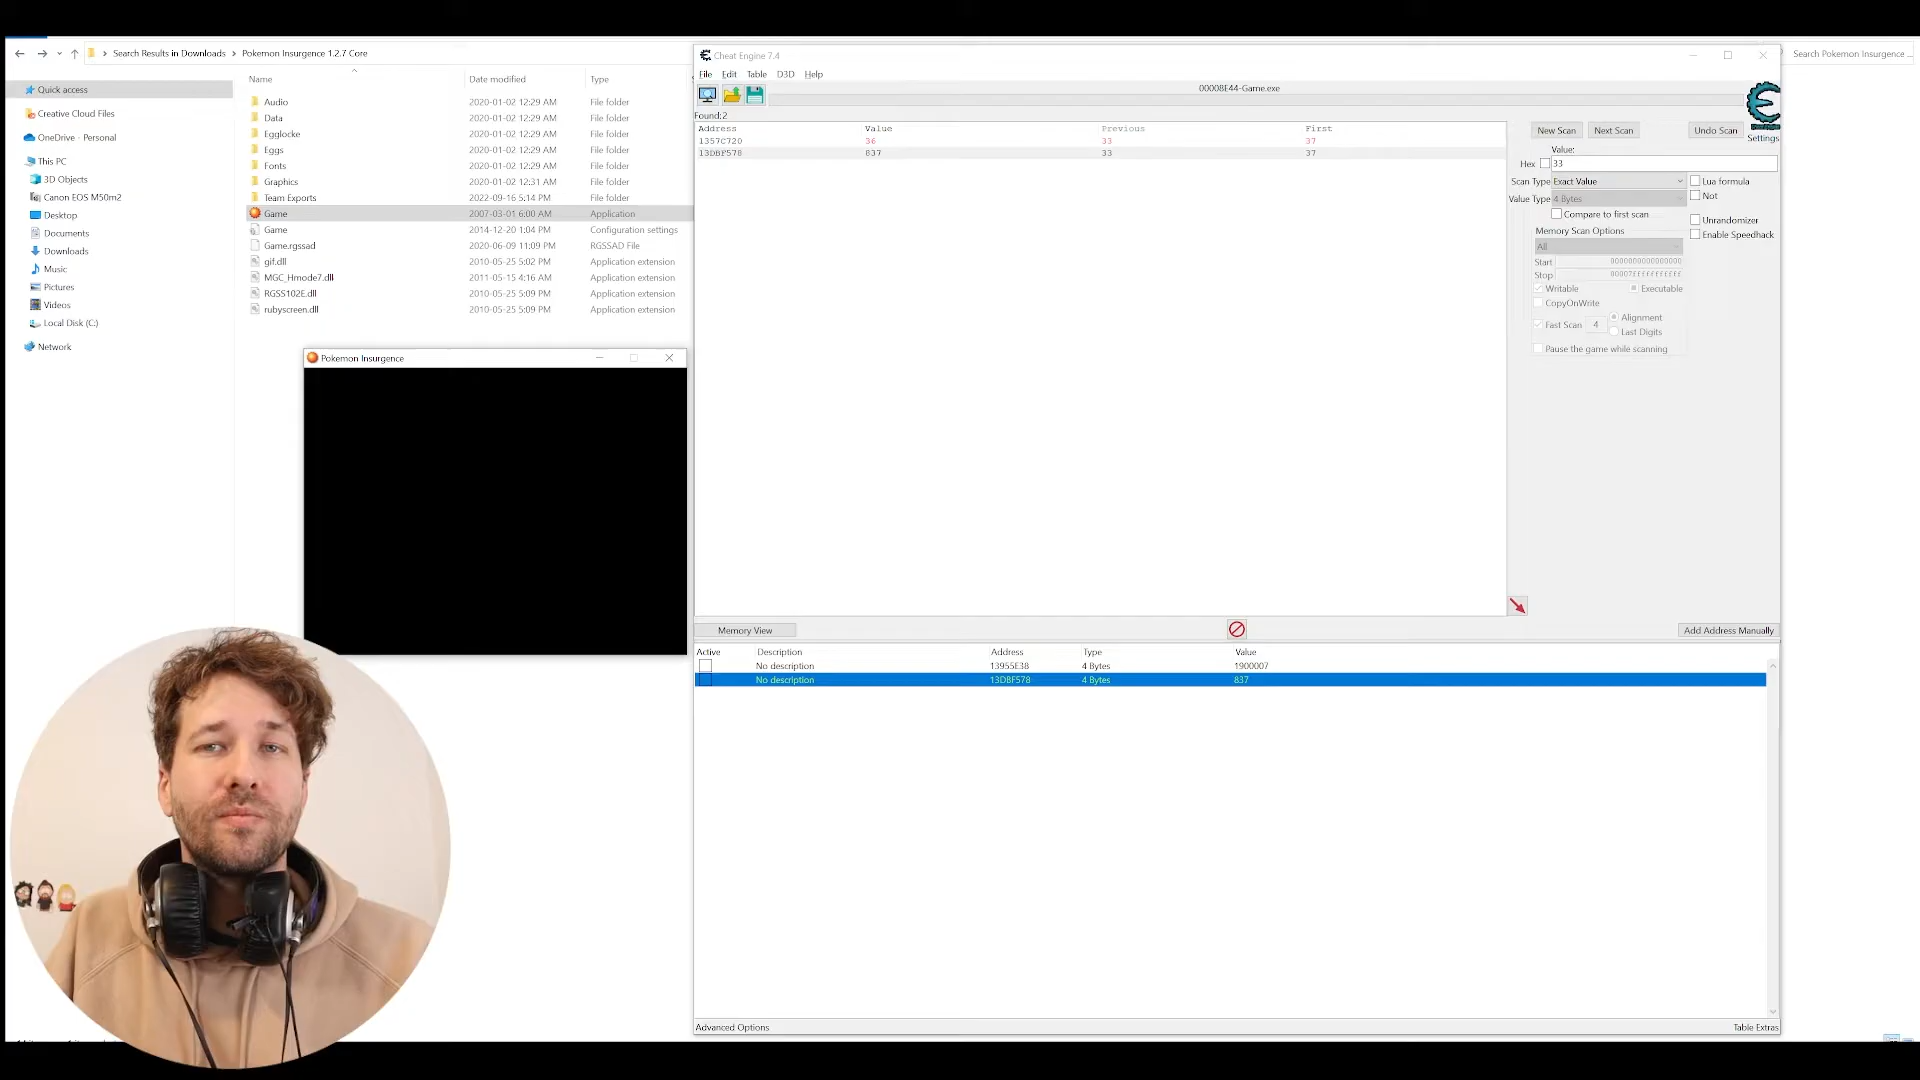 Search Results in Downloads > Pokemon Insurgence 1.2.7 Core
Search Pokemon Insurgence ...
Quick access
Creative Cloud Files
OneDrive - Personal
This PC
3D Objects
Canon EOS M50m2
Desktop
Documents
Downloads
Music
Pictures
Videos
Local Disk (C:)
Network
Name Date modified Type
Audio 2020-01-02 12:29 AM File folder
Data 2020-01-02 12:29 AM File folder
Egglocke 2020-01-02 12:29 AM File folder
Eggs 2020-01-02 12:29 AM File folder
Fonts 2020-01-02 12:29 AM File folder
Graphics 2020-01-02 12:31 AM File folder
Team Exports 2022-09-16 5:14 PM File folder
Game 2007-03-01 6:00 AM Application
Game 2014-12-20 1:04 PM Configuration settings
Game.rgssad 2020-06-09 11:09 PM RGSSAD File
gif.dll 2010-05-25 5:02 PM Application extension
MGC_Hmode7.dll 2011-05-15 4:16 AM Application extension
RGSS102E.dll 2010-05-25 5:09 PM Application extension
rubyscreen.dll 2010-05-25 5:09 PM Application extension
Pokemon Insurgence
Cheat Engine 7.4
File Edit Table D3D Help
00008E44-Game.exe
Found:2
Address Value Previous First
1357C720 36 33 37
13DBF578 837 33 37
New Scan Next Scan Undo Scan
Settings
Value:
Hex 33
Scan Type Exact Value
Lua formula
Value Type 4 Bytes
Not
Compare to first scan
Unrandomizer
Memory Scan Options
Enable Speedhack
All
Start 0000000000000000
Stop 00007fffffffffff
Writable Executable
CopyOnWrite
Fast Scan 4 Alignment
Last Digits
Pause the game while scanning
Memory View
Add Address Manually
Active Description Address Type Value
No description 13955E38 4 Bytes 1900007
No description 13DBF578 4 Bytes 837
Advanced Options
Table Extras